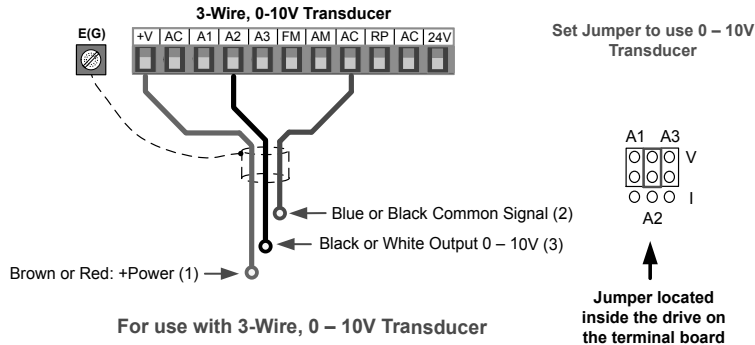 3-Wire, 0-10V Transducer
E(G)
+V AC A1 A2 A3 FM AM AC RP AC 24V
Set Jumper to use 0 – 10V
Transducer
A1 A3
V
I
A2
Blue or Black Common Signal (2)
Black or White Output 0 – 10V (3)
Brown or Red: +Power (1)
Jumper located
inside the drive on
the terminal board
For use with 3-Wire, 0 – 10V Transducer